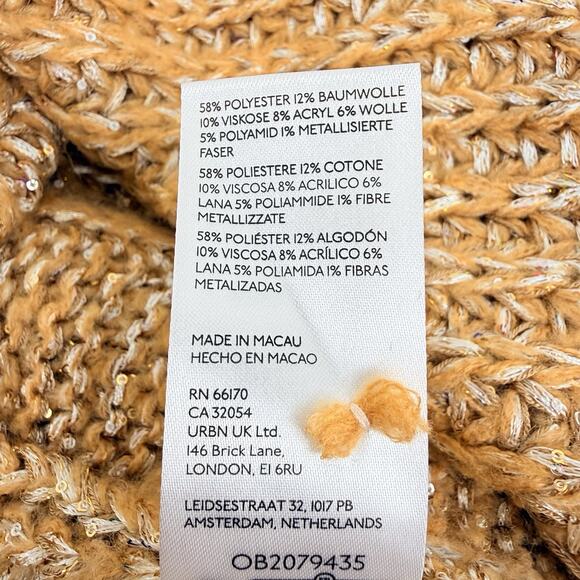 58% POLYESTER 12% BAUMWOLLE
10% VISKOSE 8% ACRYL 6% WOLLE
5% POLYAMID 1% METALLISIERTE
FASER
58% POLIESTERE 12% COTONE
10% VISCOSA 8% ACRILICO 6%
LANA 5% POLIAMMIDE 1% FIBRE
METALLIZZATE
58% POLIÉSTER 12% ALGODÓN
10% VISCOSA 8% ACRÍLICO 6%
LANA 5% POLIAMIDA 1% FIBRAS
METALIZADAS
MADE IN MACAU
HECHO EN MACAO
RN 66170
CA 32054
URBN UK Ltd.
146 Brick Lane,
LONDON, E1 6RU
LEIDSESTRAAT 32, 1017 PB
AMSTERDAM, NETHERLANDS
OB2079435